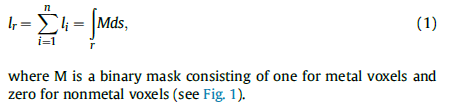 l_r = \sum_{i=1}^{n} l_i = \int_r Mds, (1)
where M is a binary mask consisting of one for metal voxels and
zero for nonmetal voxels (see Fig. 1).